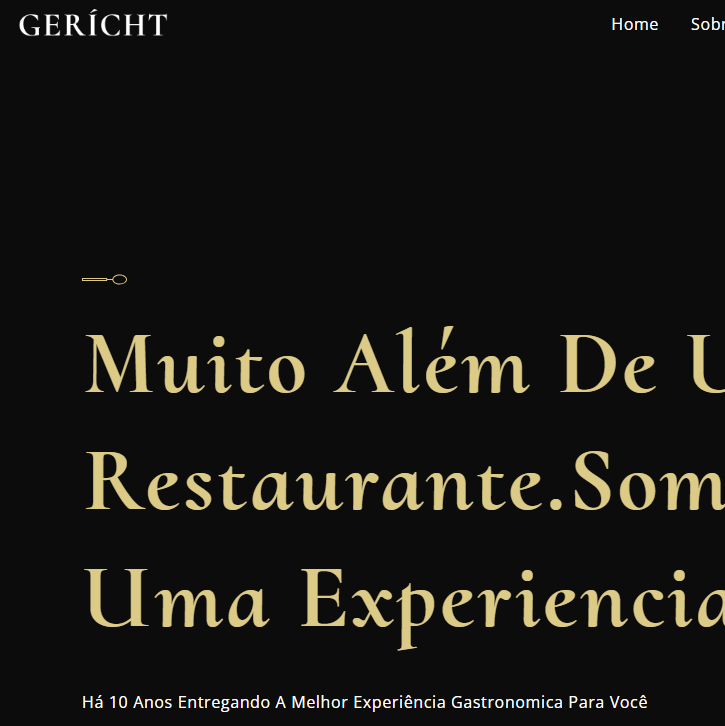 GERÍCHT
Home Sobr
Muito Além De U
Restaurante.Som
Uma Experiencia
Há 10 Anos Entregando A Melhor Experiência Gastronomica Para Você